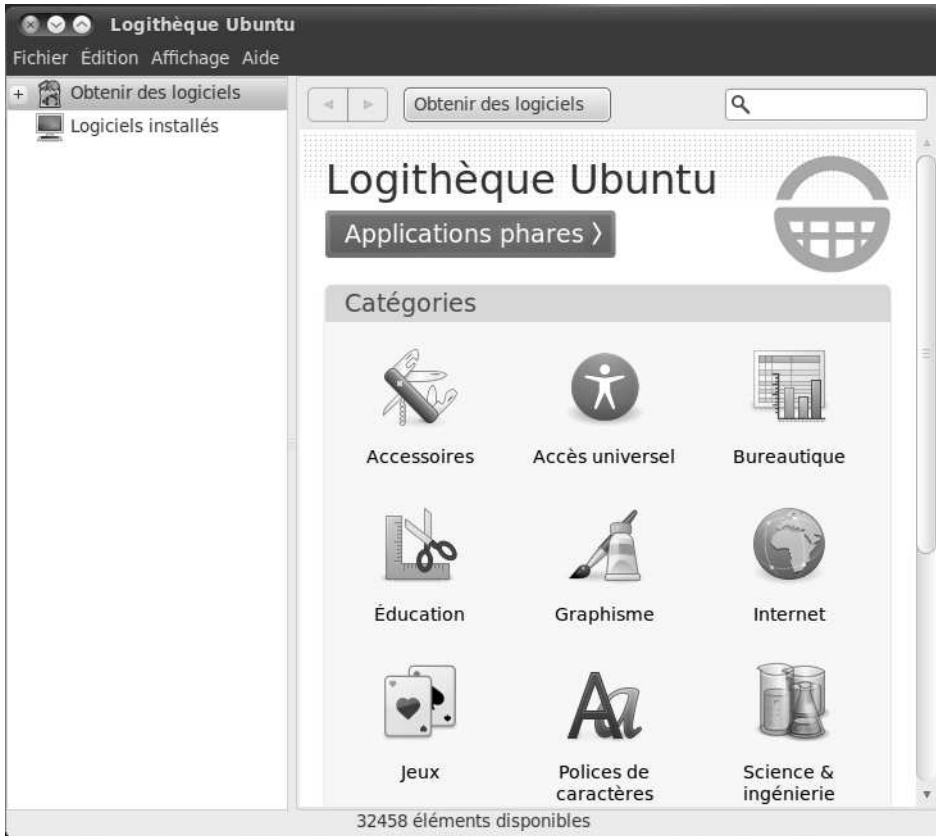 Logithèque Ubuntu
Fichier Édition Affichage Aide
Obtenir des logiciels
Logiciels installés
Obtenir des logiciels
Logithèque Ubuntu
Applications phares 〉
Catégories
Accessoires
Accès universel
Bureautique
Éducation
Graphisme
Internet
Jeux
Polices de
caractères
Science &
ingénierie
32458 éléments disponibles